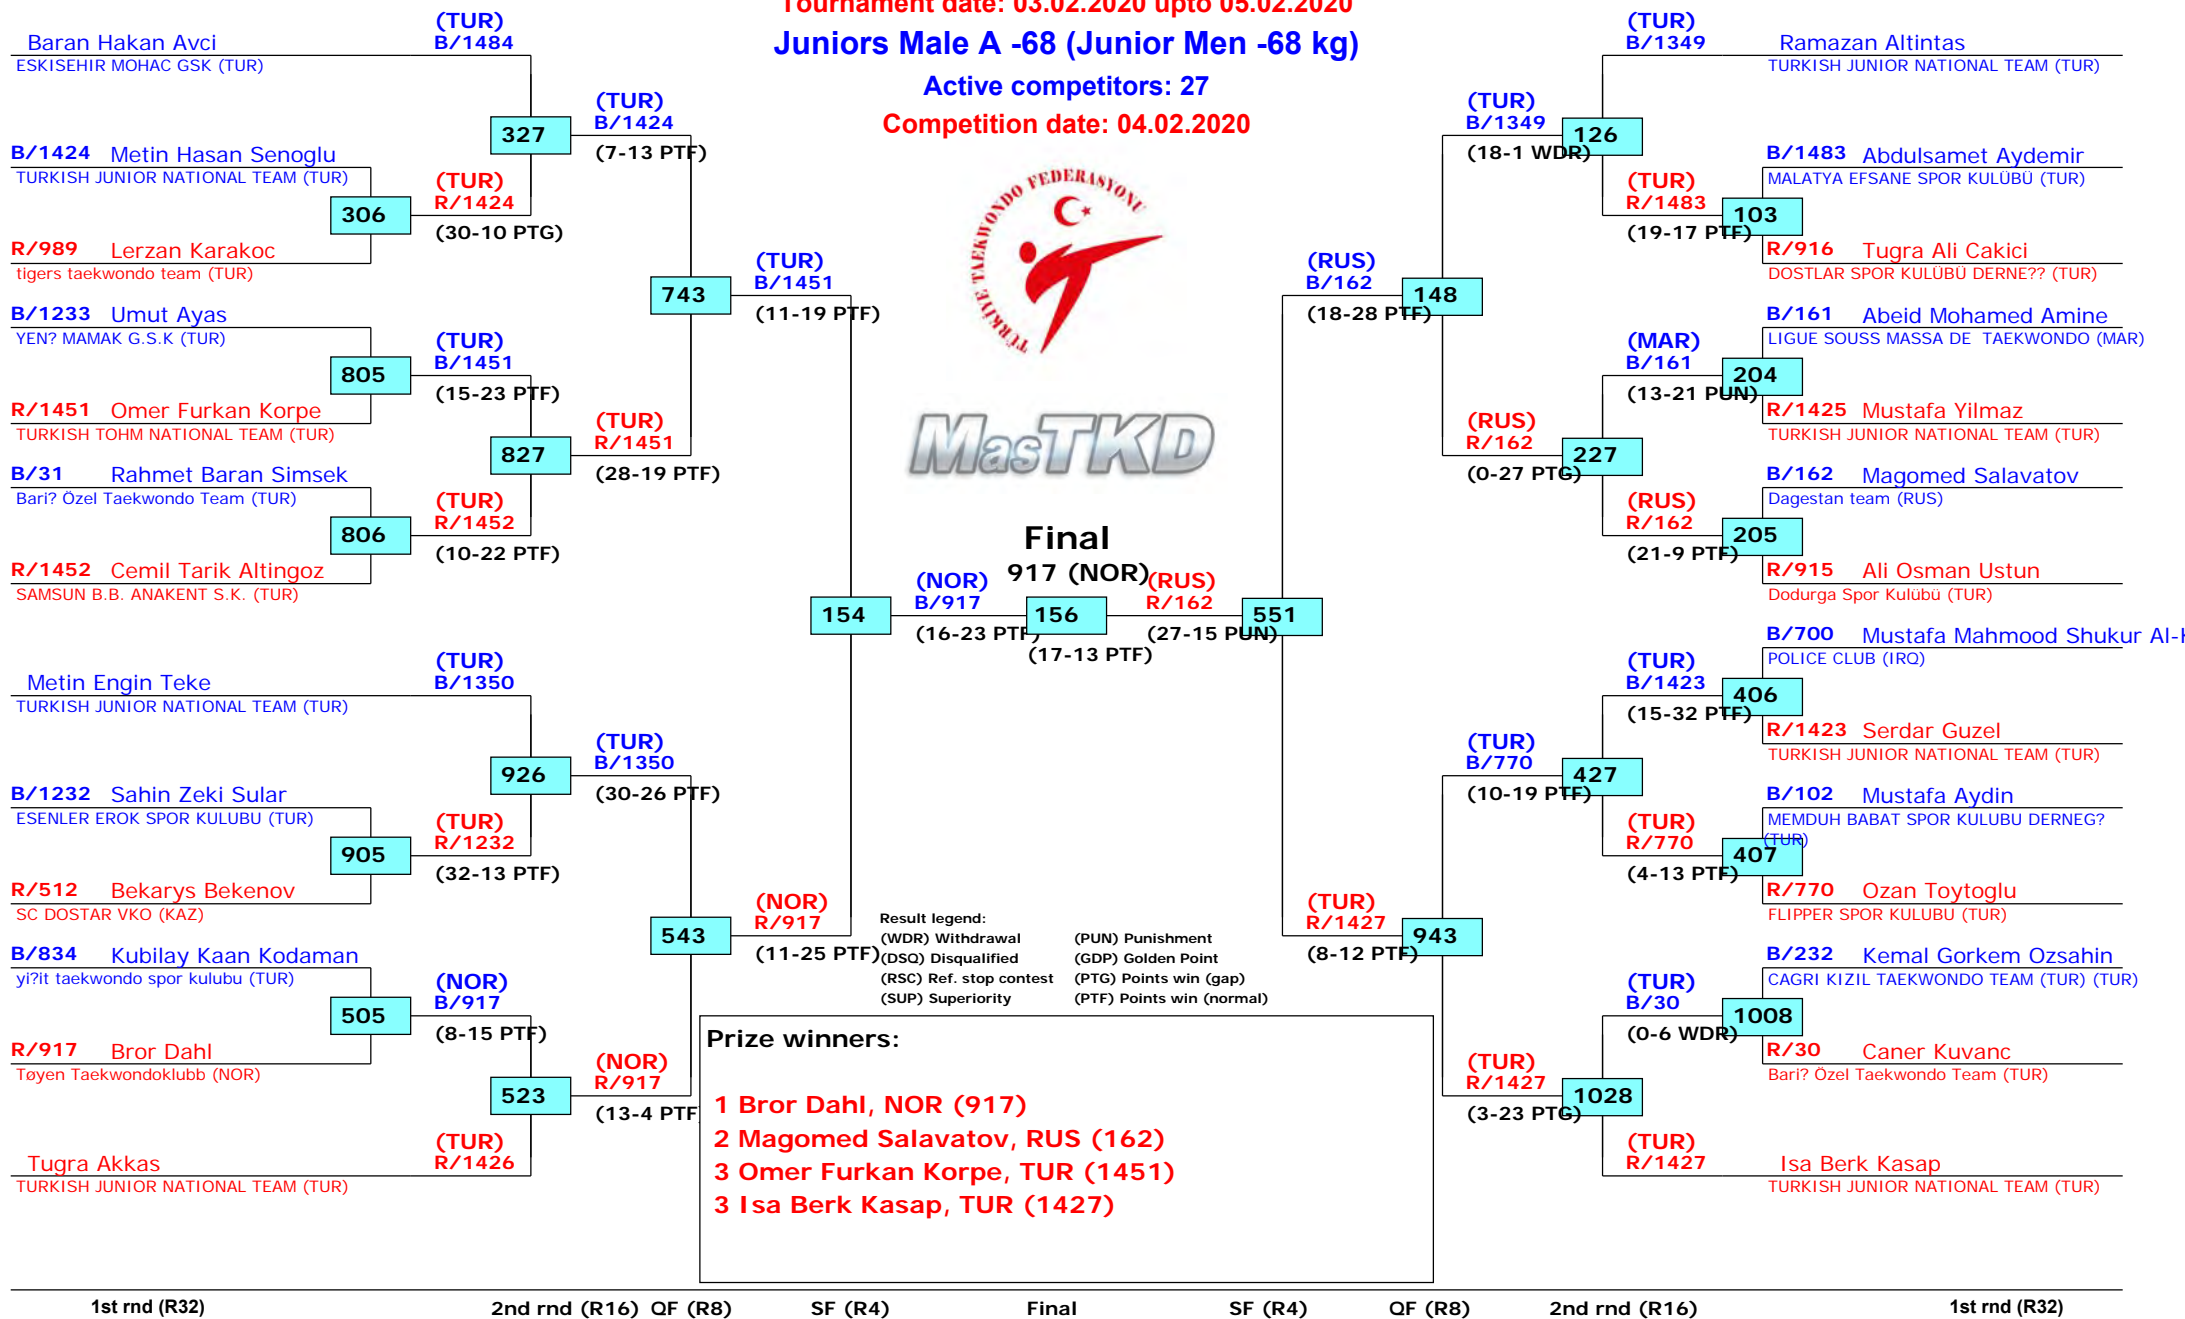 Tournament date: 03.02.2020 upto 05.02.2020
Juniors Male A -68 (Junior Men -68 kg)
Active competitors: 27
Competition date: 04.02.2020
TÜRKİYE TAEKWONDO FEDERASYONU
MasTKD
Baran Hakan Avci
ESKISEHIR MOHAC GSK (TUR)
(TUR)
B/1484
B/1424 Metin Hasan Senoglu
TURKISH JUNIOR NATIONAL TEAM (TUR)
306
R/989 Lerzan Karakoc
tigers taekwondo team (TUR)
(TUR)
R/1424
(30-10 PTG)
327
(TUR)
B/1424
(7-13 PTF)
B/1233 Umut Ayas
YEN? MAMAK G.S.K (TUR)
805
R/1451 Omer Furkan Korpe
TURKISH TOHM NATIONAL TEAM (TUR)
(TUR)
B/1451
(15-23 PTF)
B/31 Rahmet Baran Simsek
Bari? Özel Taekwondo Team (TUR)
806
R/1452 Cemil Tarik Altingoz
SAMSUN B.B. ANAKENT S.K. (TUR)
(TUR)
R/1452
(10-22 PTF)
827
(TUR)
R/1451
(28-19 PTF)
743
(TUR)
B/1451
(11-19 PTF)
Metin Engin Teke
TURKISH JUNIOR NATIONAL TEAM (TUR)
(TUR)
B/1350
B/1232 Sahin Zeki Sular
ESENLER EROK SPOR KULUBU (TUR)
905
R/512 Bekarys Bekenov
SC DOSTAR VKO (KAZ)
(TUR)
R/1232
(32-13 PTF)
926
(TUR)
B/1350
(30-26 PTF)
B/834 Kubilay Kaan Kodaman
yi?it taekwondo spor kulubu (TUR)
505
R/917 Bror Dahl
Tøyen Taekwondoklubb (NOR)
(NOR)
B/917
(8-15 PTF)
523
Tugra Akkas
TURKISH JUNIOR NATIONAL TEAM (TUR)
(TUR)
R/1426
(NOR)
R/917
(13-4 PTF
543
(NOR)
R/917
(11-25 PTF)
154
(NOR)
B/917
(16-23 PTF)
Final
917 (NOR)
156
(17-13 PTF)
(RUS)
R/162
(27-15 PUN)
551
(RUS)
B/162
(18-28 PTF)
148
(TUR)
B/1349
(18-1 WDR)
126
(TUR)
B/1349
Ramazan Altintas
TURKISH JUNIOR NATIONAL TEAM (TUR)
B/1483 Abdulsamet Aydemir
MALATYA EFSANE SPOR KULÜBÜ (TUR)
(TUR)
R/1483
(19-17 PTF)
103
R/916 Tugra Ali Cakici
DOSTLAR SPOR KULÜBÜ DERNE?? (TUR)
B/161 Abeid Mohamed Amine
LIGUE SOUSS MASSA DE TAEKWONDO (MAR)
(MAR)
B/161
(13-21 PUN)
204
R/1425 Mustafa Yilmaz
TURKISH JUNIOR NATIONAL TEAM (TUR)
(RUS)
R/162
(0-27 PTG)
227
B/162 Magomed Salavatov
Dagestan team (RUS)
(RUS)
R/162
(21-9 PTF)
205
R/915 Ali Osman Ustun
Dodurga Spor Kulübü (TUR)
B/700 Mustafa Mahmood Shukur Al-
POLICE CLUB (IRQ)
(TUR)
B/1423
(15-32 PTF)
406
R/1423 Serdar Guzel
TURKISH JUNIOR NATIONAL TEAM (TUR)
(TUR)
B/770
(10-19 PTF)
427
B/102 Mustafa Aydin
MEMDUH BABAT SPOR KULUBU DERNEG?
(TUR)
(TUR)
R/770
(4-13 PTF)
407
R/770 Ozan Toytoglu
FLIPPER SPOR KULUBU (TUR)
(TUR)
R/1427
(8-12 PTF)
943
B/232 Kemal Gorkem Ozsahin
CAGRI KIZIL TAEKWONDO TEAM (TUR) (TUR)
(TUR)
B/30
(0-6 WDR)
1008
R/30 Caner Kuvanc
Bari? Özel Taekwondo Team (TUR)
(TUR)
R/1427
(3-23 PTG)
1028
(TUR)
R/1427
Isa Berk Kasap
TURKISH JUNIOR NATIONAL TEAM (TUR)
Result legend:
(WDR) Withdrawal (PUN) Punishment
(DSQ) Disqualified (GDP) Golden Point
(RSC) Ref. stop contest (PTG) Points win (gap)
(SUP) Superiority (PTF) Points win (normal)
Prize winners:
1 Bror Dahl, NOR (917)
2 Magomed Salavatov, RUS (162)
3 Omer Furkan Korpe, TUR (1451)
3 Isa Berk Kasap, TUR (1427)
1st rnd (R32) 2nd rnd (R16) QF (R8) SF (R4) Final SF (R4) QF (R8) 2nd rnd (R16) 1st rnd (R32)